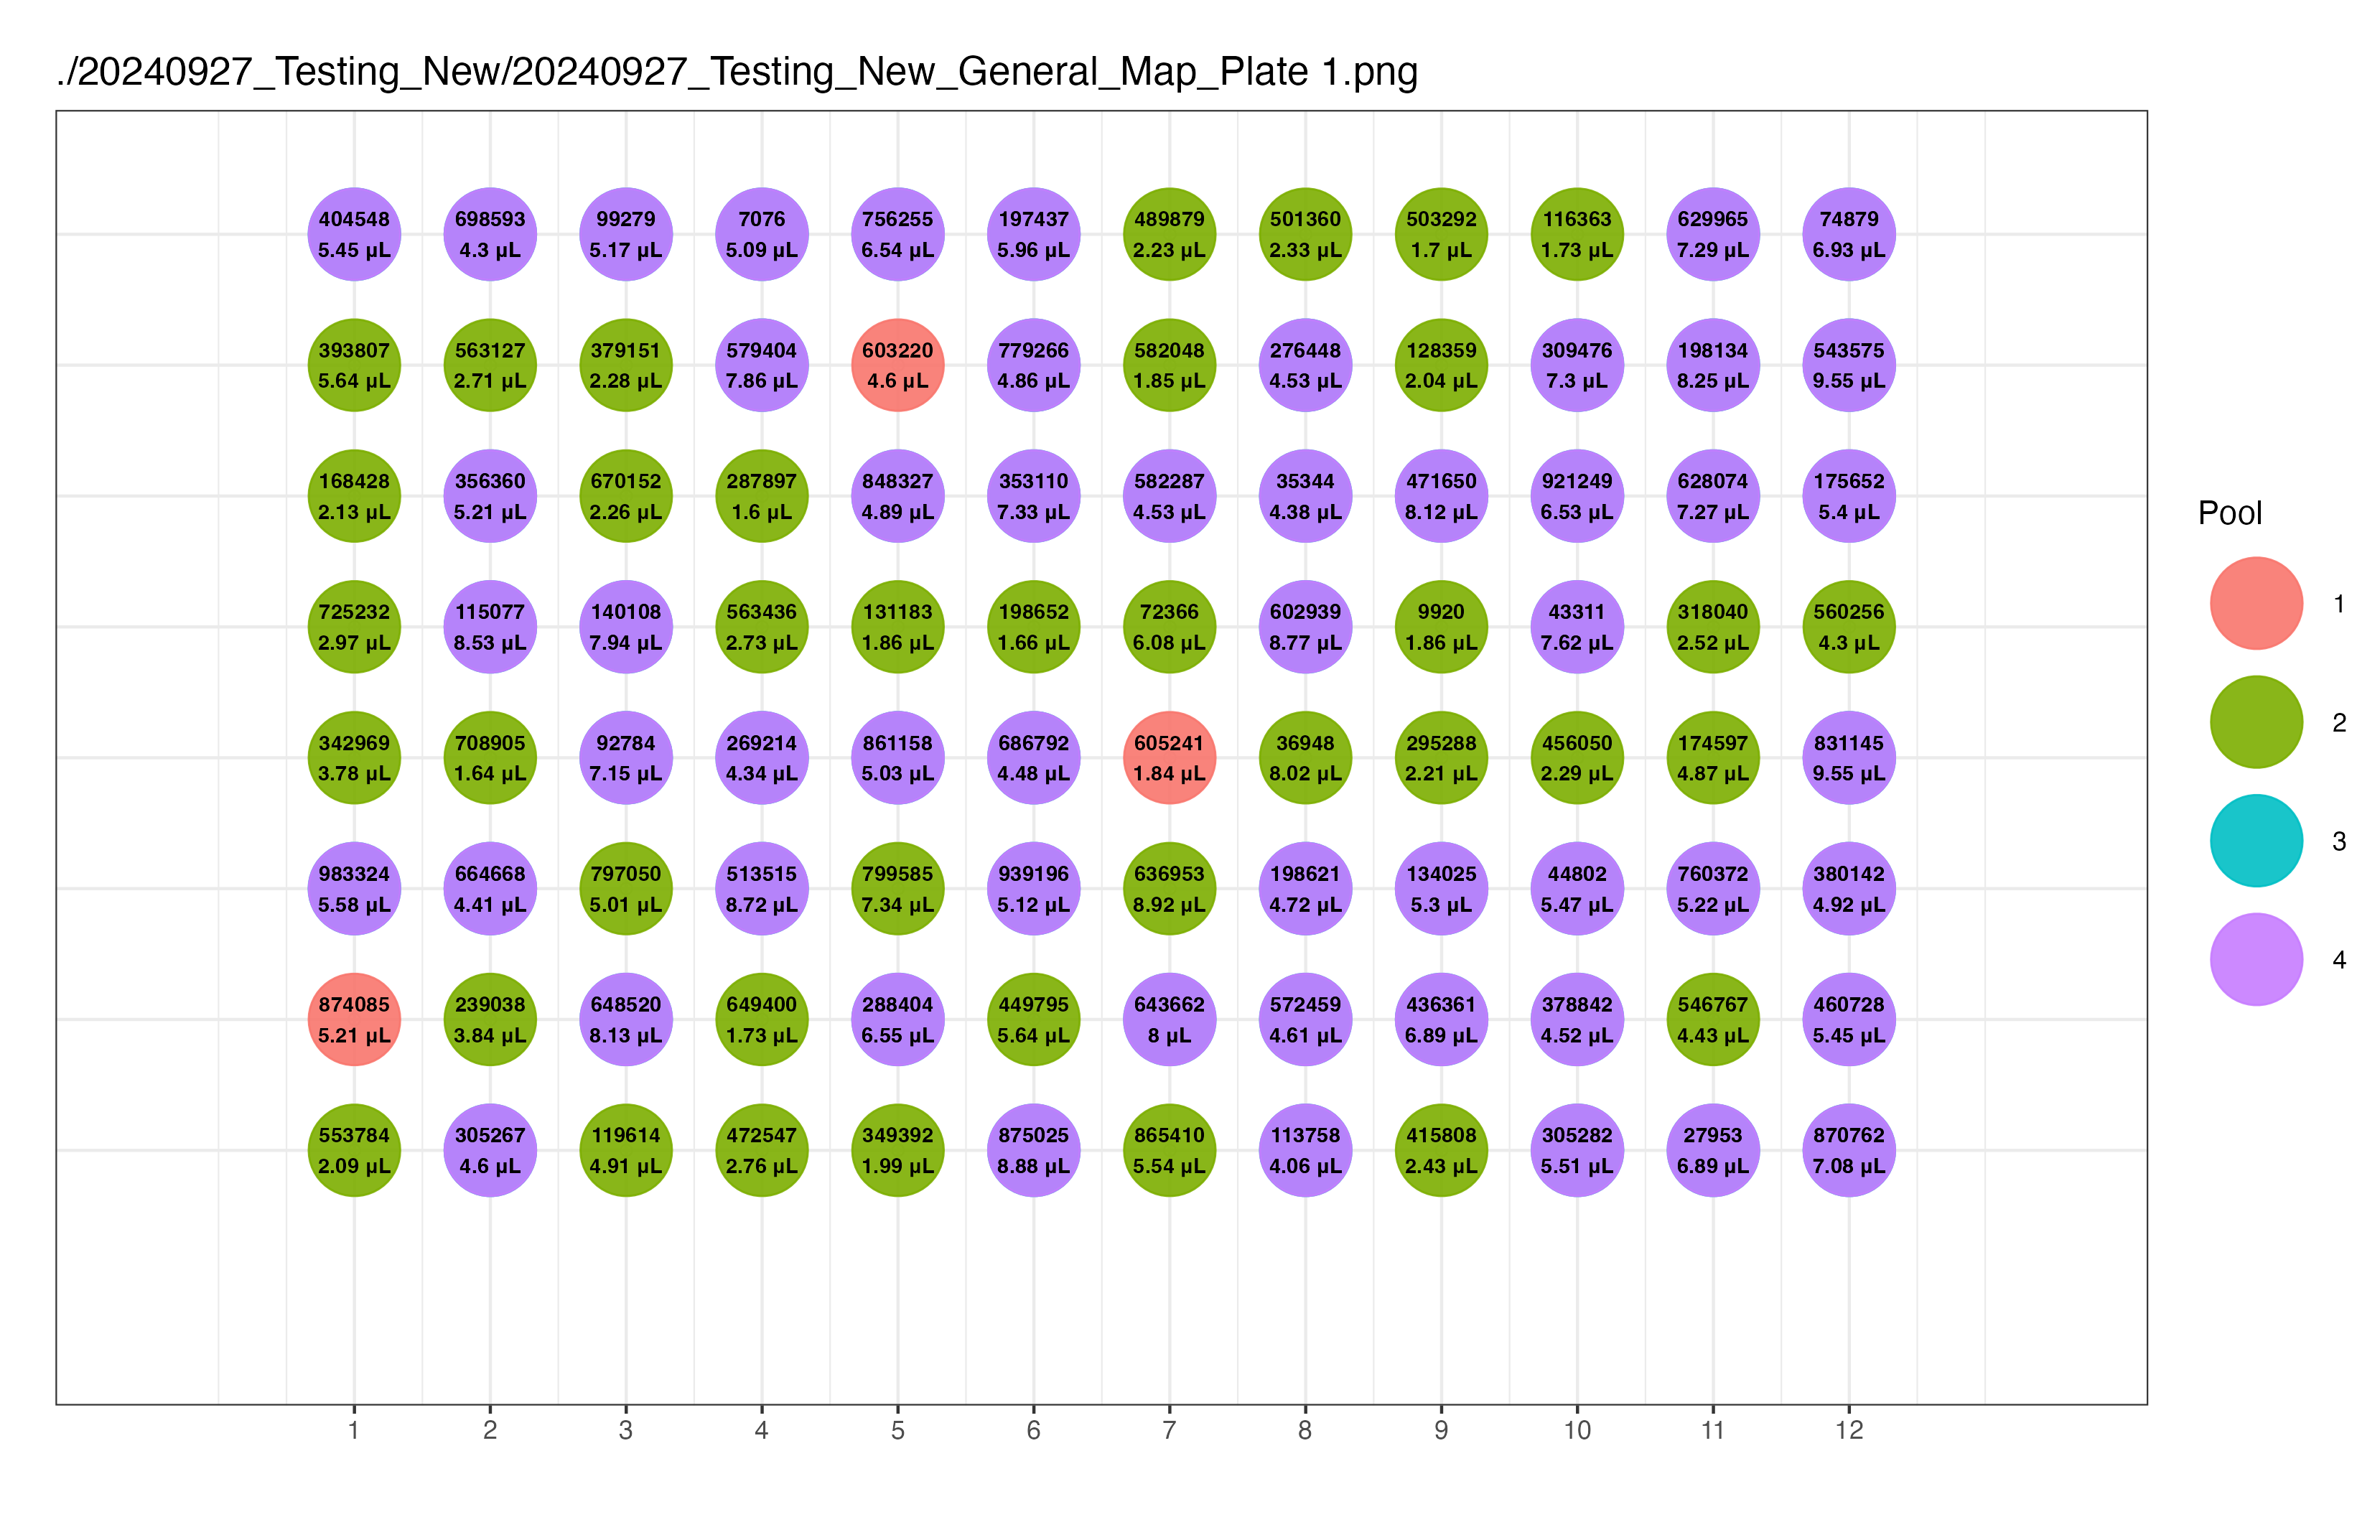 ./20240927_Testing_New/20240927_Testing_New_General_Map_Plate 1.png
404548 698593 99279 7076 756255 197437 489879 501360 503292 116363 629965 74879
5.45 µL 4.3 µL 5.17 µL 5.09 µL 6.54 µL 5.96 µL 2.23 µL 2.33 µL 1.7 µL 1.73 µL 7.29 µL 6.93 µL
393807 563127 379151 579404 603220 779266 582048 276448 128359 309476 198134 543575
5.64 µL 2.71 µL 2.28 µL 7.86 µL 4.6 µL 4.86 µL 1.85 µL 4.53 µL 2.04 µL 7.3 µL 8.25 µL 9.55 µL
168428 356360 670152 287897 848327 353110 582287 35344 471650 921249 628074 175652
2.13 µL 5.21 µL 2.26 µL 1.6 µL 4.89 µL 7.33 µL 4.53 µL 4.38 µL 8.12 µL 6.53 µL 7.27 µL 5.4 µL
725232 115077 140108 563436 131183 198652 72366 602939 9920 43311 318040 560256
2.97 µL 8.53 µL 7.94 µL 2.73 µL 1.86 µL 1.66 µL 6.08 µL 8.77 µL 1.86 µL 7.62 µL 2.52 µL 4.3 µL
342969 708905 92784 269214 861158 686792 605241 36948 295288 456050 174597 831145
3.78 µL 1.64 µL 7.15 µL 4.34 µL 5.03 µL 4.48 µL 1.84 µL 8.02 µL 2.21 µL 2.29 µL 4.87 µL 9.55 µL
983324 664668 797050 513515 799585 939196 636953 198621 134025 44802 760372 380142
5.58 µL 4.41 µL 5.01 µL 8.72 µL 7.34 µL 5.12 µL 8.92 µL 4.72 µL 5.3 µL 5.47 µL 5.22 µL 4.92 µL
874085 239038 648520 649400 288404 449795 643662 572459 436361 378842 546767 460728
5.21 µL 3.84 µL 8.13 µL 1.73 µL 6.55 µL 5.64 µL 8 µL 4.61 µL 6.89 µL 4.52 µL 4.43 µL 5.45 µL
553784 305267 119614 472547 349392 875025 865410 113758 415808 305282 27953 870762
2.09 µL 4.6 µL 4.91 µL 2.76 µL 1.99 µL 8.88 µL 5.54 µL 4.06 µL 2.43 µL 5.51 µL 6.89 µL 7.08 µL
1 2 3 4 5 6 7 8 9 10 11 12
Pool
1
2
3
4